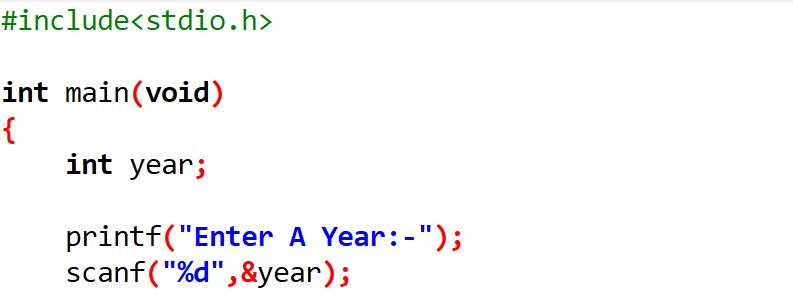 #include<stdio.h>
int main(void)
{
int year;
printf("Enter A Year:-");
scanf("%d",&year);